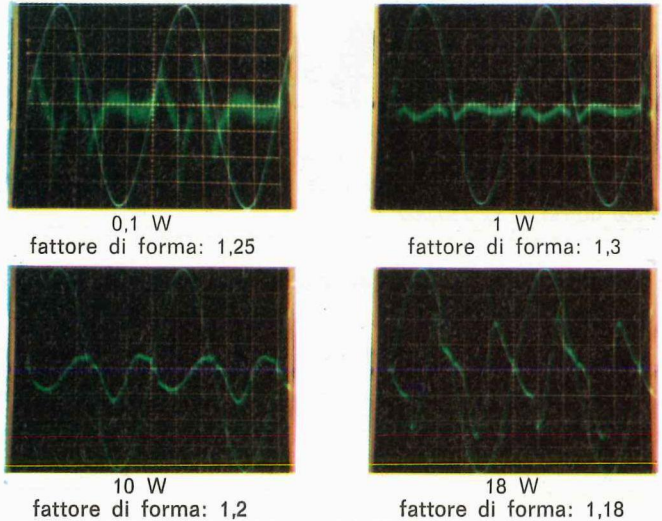 0,1 W
fattore di forma: 1,25
1 W
fattore di forma: 1,3
10 W
fattore di forma: 1,2
18 W
fattore di forma: 1,18